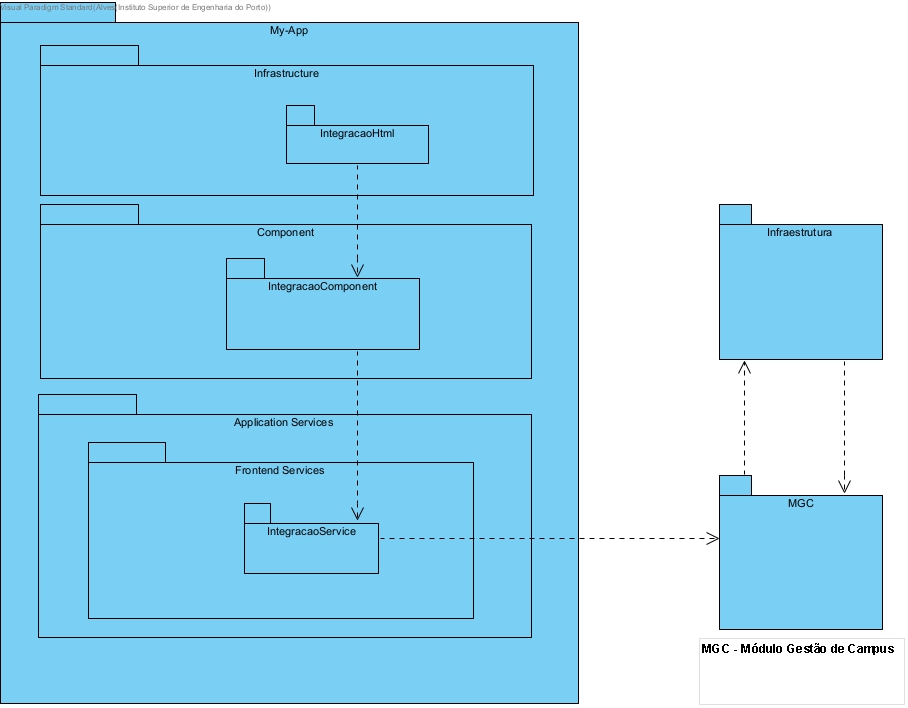 Visual Paradigm Standard(Alves Instituto Superior de Engenharia do Porto))
My-App
Infrastructure
IntegracaoHtml
Component
IntegracaoComponent
Application Services
Frontend Services
IntegracaoService
Infraestrutura
MGC
MGC - Módulo Gestão de Campus